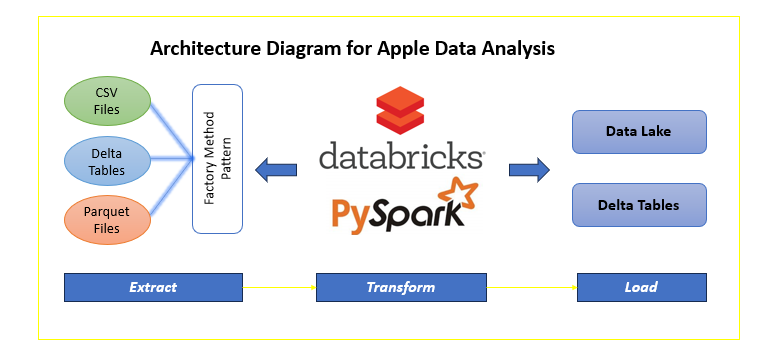 Architecture Diagram for Apple Data Analysis
CSV
Files
Delta
Tables
Parquet
Files
Factory Method
Pattern
databricks
PySpark
Data Lake
Delta Tables
Extract
Transform
Load